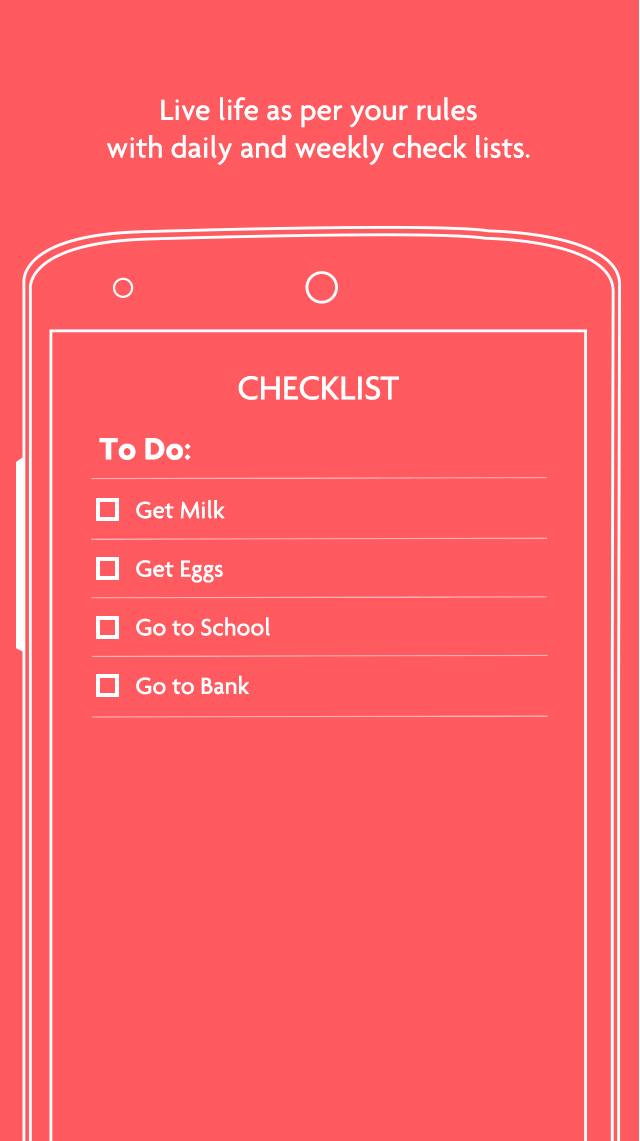 Live life as per your rules
with daily and weekly check lists.
CHECKLIST
To Do:
Get Milk
Get Eggs
Go to School
Go to Bank